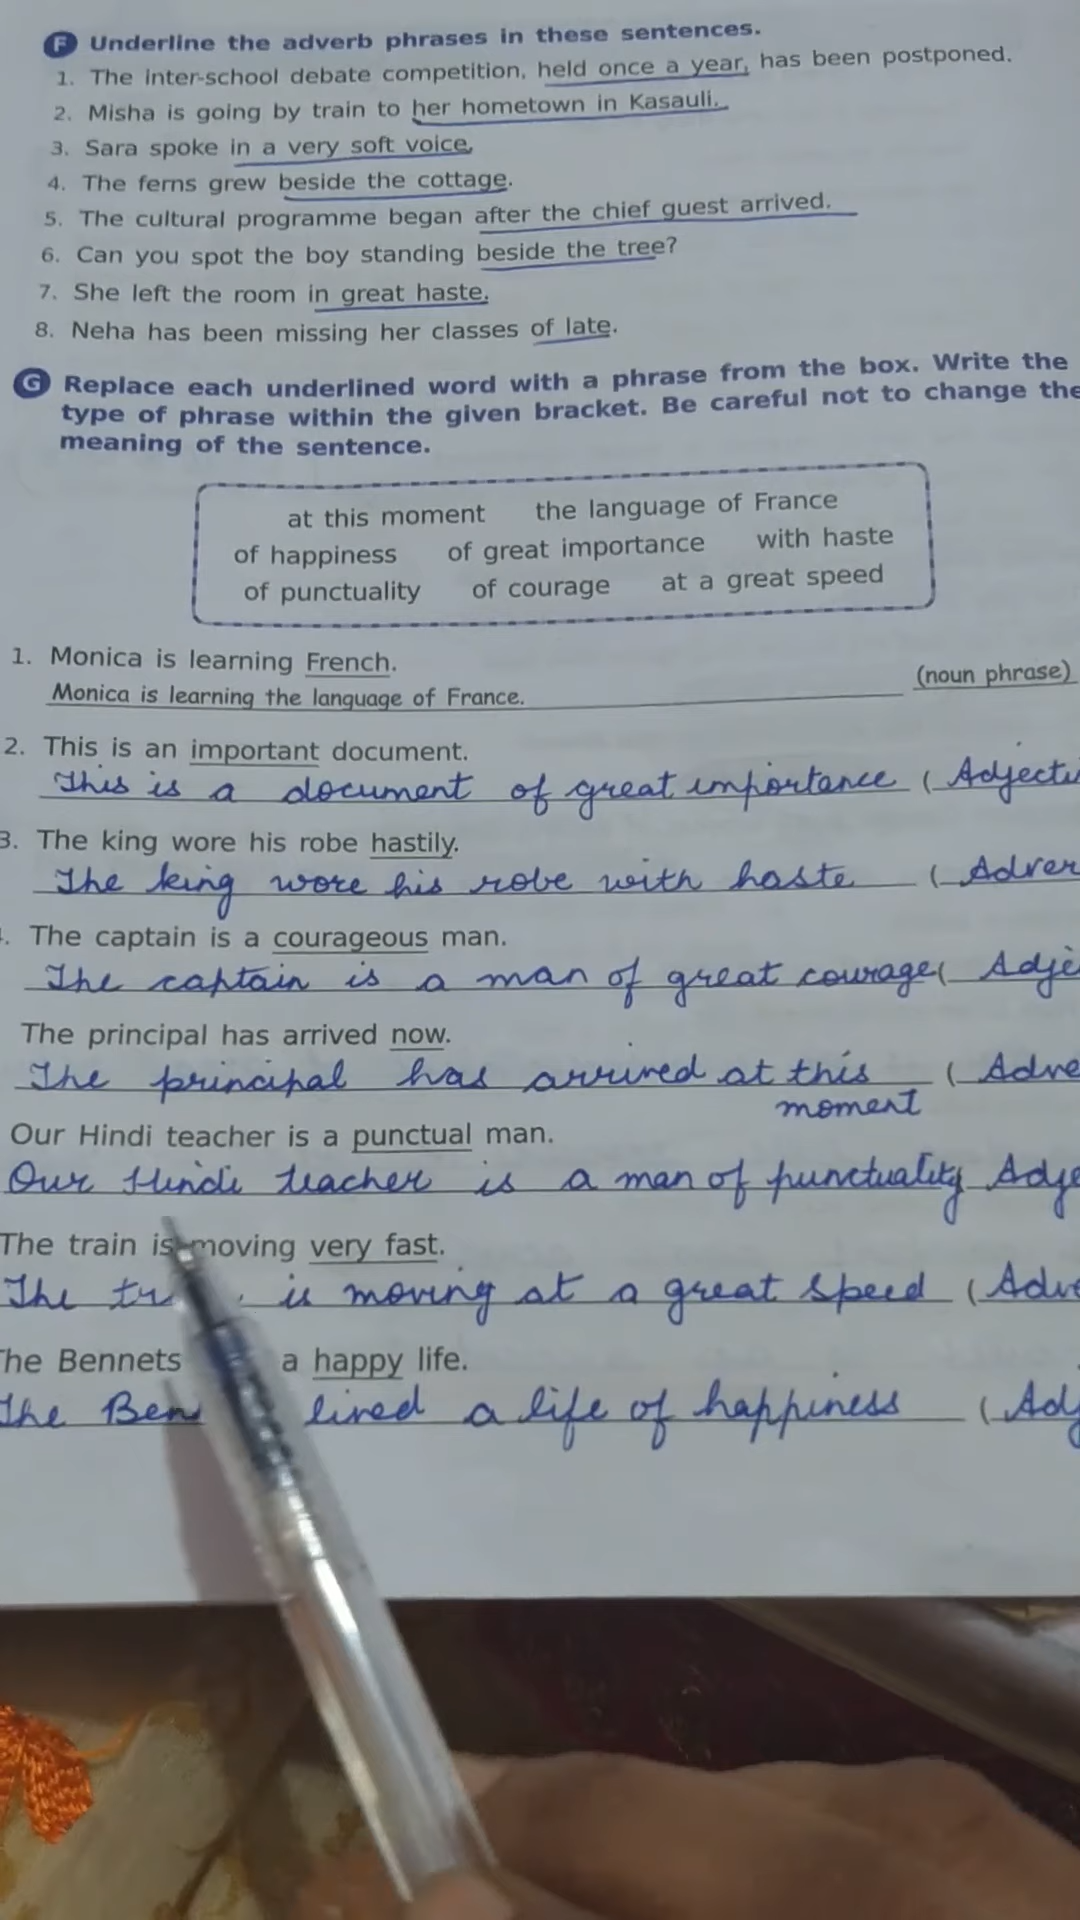 F Underline the adverb phrases in these sentences.
1. The inter-school debate competition, held once a year, has been postponed.
2. Misha is going by train to her hometown in Kasauli.
3. Sara spoke in a very soft voice.
4. The ferns grew beside the cottage.
5. The cultural programme began after the chief guest arrived.
6. Can you spot the boy standing beside the tree?
7. She left the room in great haste.
8. Neha has been missing her classes of late.
G Replace each underlined word with a phrase from the box. Write the
type of phrase within the given bracket. Be careful not to change the
meaning of the sentence.
at this moment the language of France
of happiness of great importance with haste
of punctuality of courage at a great speed
1. Monica is learning French.
Monica is learning the language of France. (noun phrase)
2. This is an important document.
This is a document of great importance (Adjecti
3. The king wore his robe hastily.
The king wore his robe with haste (Adver
. The captain is a courageous man.
The captain is a man of great courage (Adje
The principal has arrived now.
The principal has arrived at this (Adve
moment
Our Hindi teacher is a punctual man.
Our Hindi teacher is a man of punctuality Adje
The train is moving very fast.
The is moving at a great speed (Adve
he Bennets a happy life.
The Ben lived a life of happiness (Adj